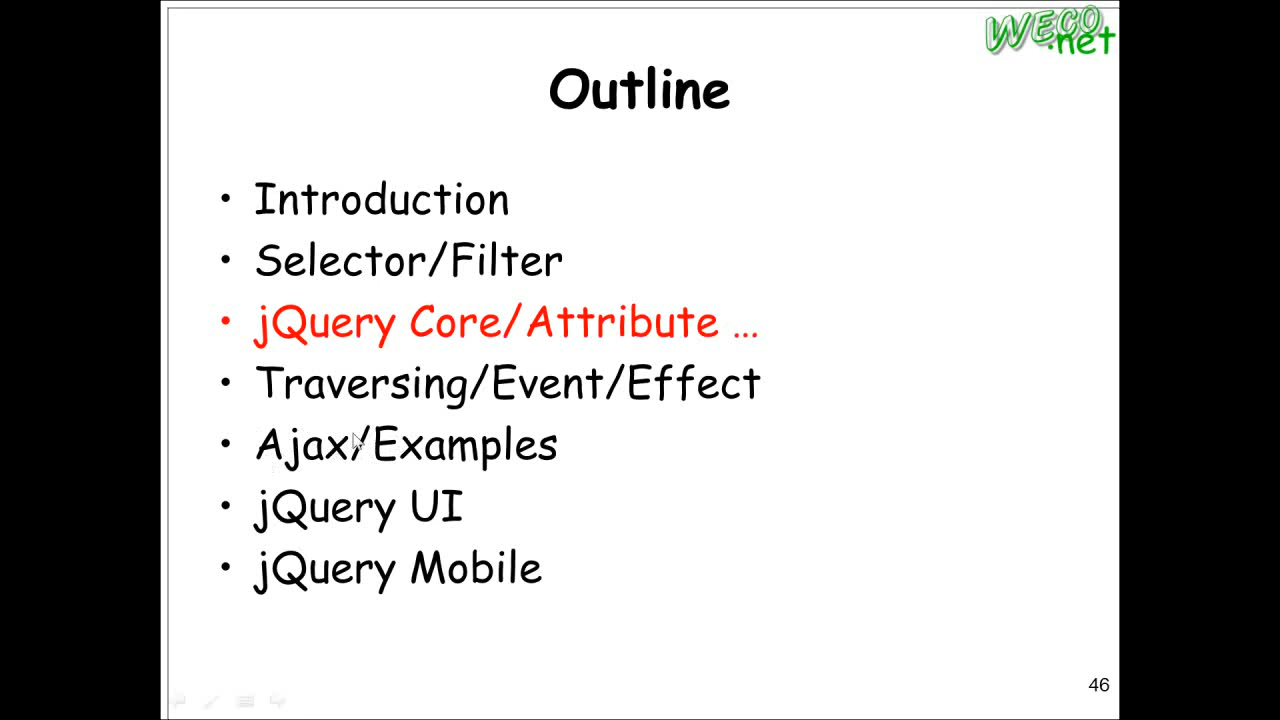 WECO
.net
Outline
• Introduction
• Selector/Filter
• jQuery Core/Attribute ...
• Traversing/Event/Effect
• Ajax/Examples
• jQuery UI
• jQuery Mobile
46